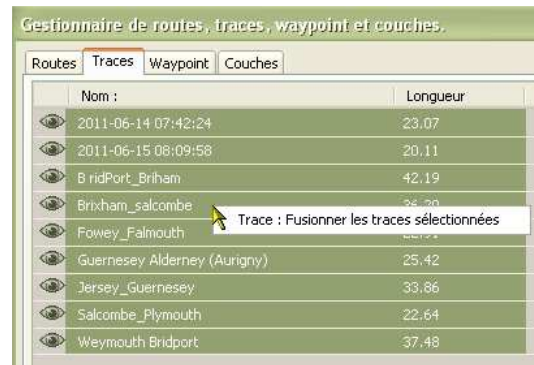 Gestionnaire de routes, traces, waypoint et couches.
Routes Traces Waypoint Couches
Nom : Longueur
2011-06-14 07:42:24 23.07
2011-06-15 08:09:58 20.11
B ridPort_Briham 42.19
Brixham_salcombe
Trace : Fusionner les traces sélectionnées
Fowey_Falmouth
Guernesey Alderney (Aurigny) 25.42
Jersey_Guernesey 33.86
Salcombe_Plymouth 22.64
Weymouth Bridport 37.48